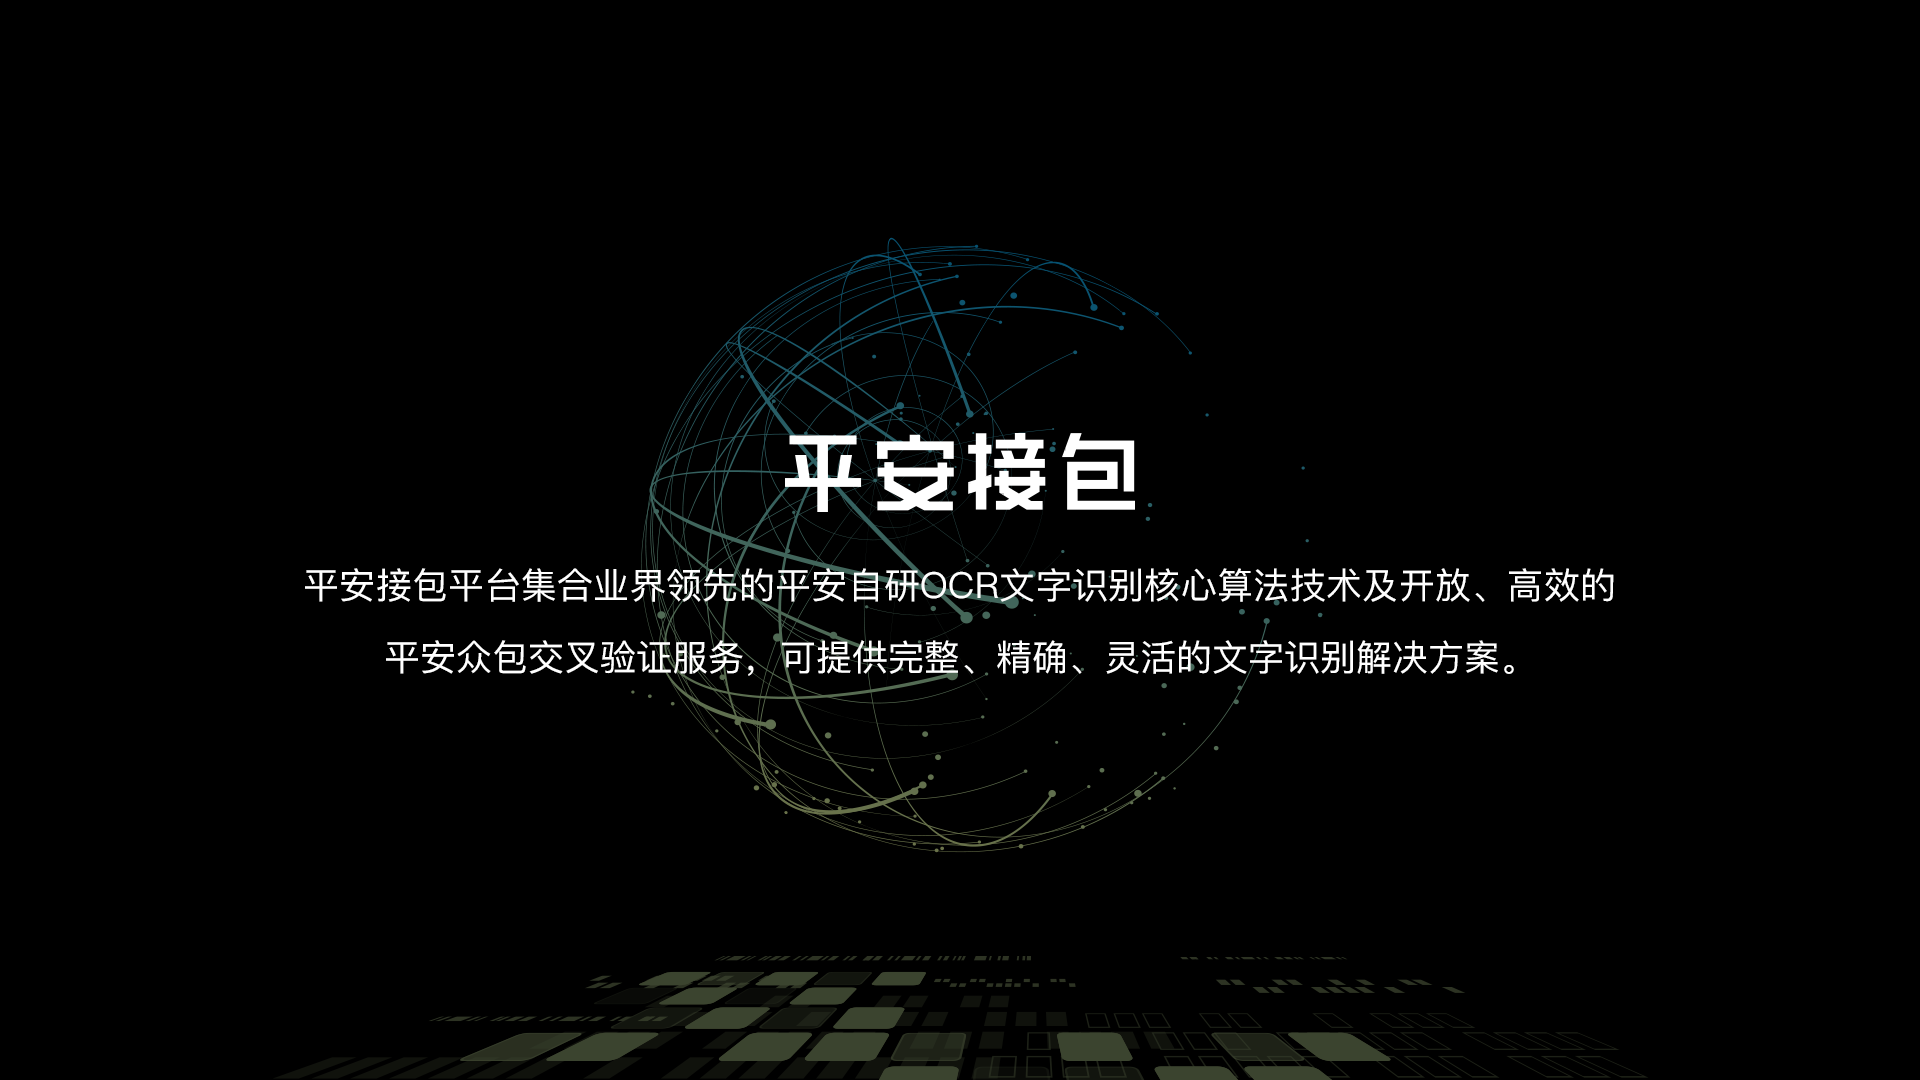 平安接包
平安接包平台集合业界领先的平安自研OCR文字识别核心算法技术及开放、高效的
平安众包交叉验证服务，可提供完整、精确、灵活的文字识别解决方案。